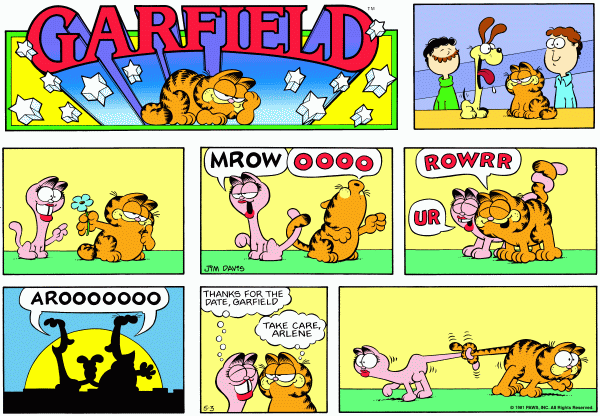 GARFIELD
TM
MROW
OOOO
JIM DAVIS
ROWRR
UR
AROOOOOOO
THANKS FOR THE
DATE, GARFIELD
TAKE CARE,
ARLENE
5-3
© 1981 PAWS, INC. All Rights Reserved.